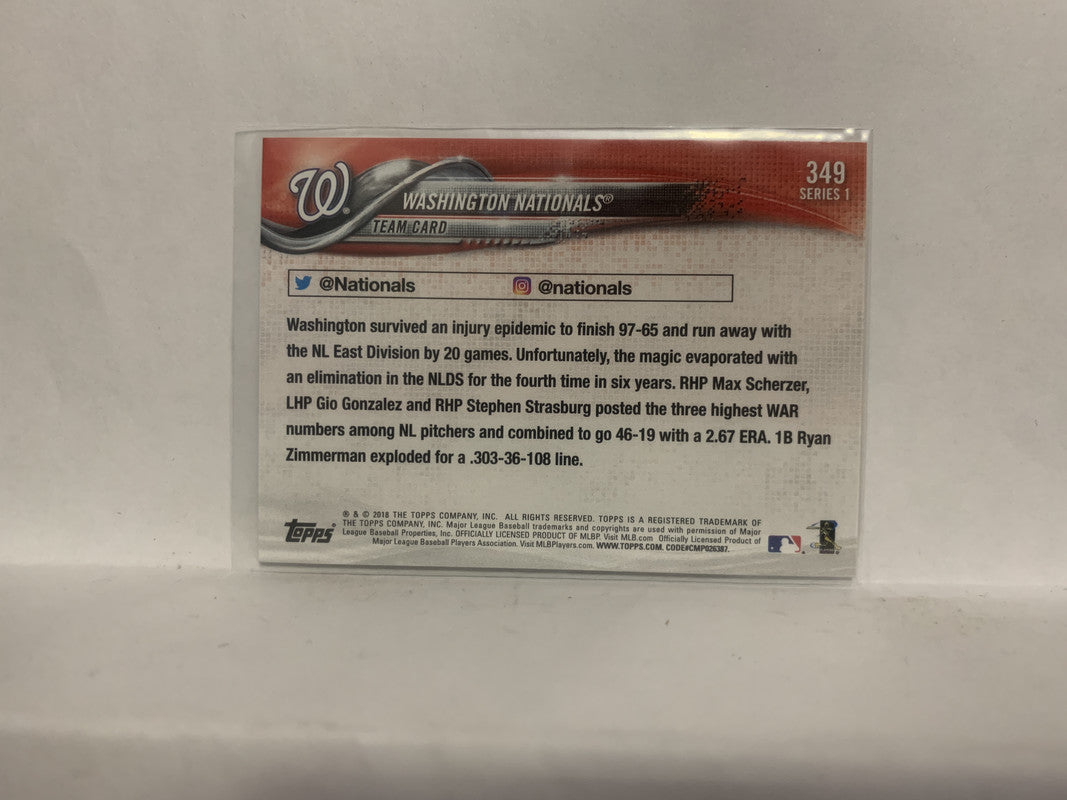 W
WASHINGTON NATIONALS®
TEAM CARD
349
SERIES 1
@Nationals
@nationals
Washington survived an injury epidemic to finish 97-65 and run away with
the NL East Division by 20 games. Unfortunately, the magic evaporated with
an elimination in the NLDS for the fourth time in six years. RHP Max Scherzer,
LHP Gio Gonzalez and RHP Stephen Strasburg posted the three highest WAR
numbers among NL pitchers and combined to go 46-19 with a 2.67 ERA. 1B Ryan
Zimmerman exploded for a .303-36-108 line.
topps®
® & © 2018 THE TOPPS COMPANY, INC. ALL RIGHTS RESERVED. TOPPS IS A REGISTERED TRADEMARK OF
THE TOPPS COMPANY, INC. Major League Baseball trademarks and copyrights are used with permission of Major
League Baseball Properties, Inc. OFFICIALLY LICENSED PRODUCT OF MLBP. Visit MLB.com Officially Licensed Product of
Major League Baseball Players Association. Visit MLBPlayers.com. WWW.TOPPS.COM. CODE#CMP026387.